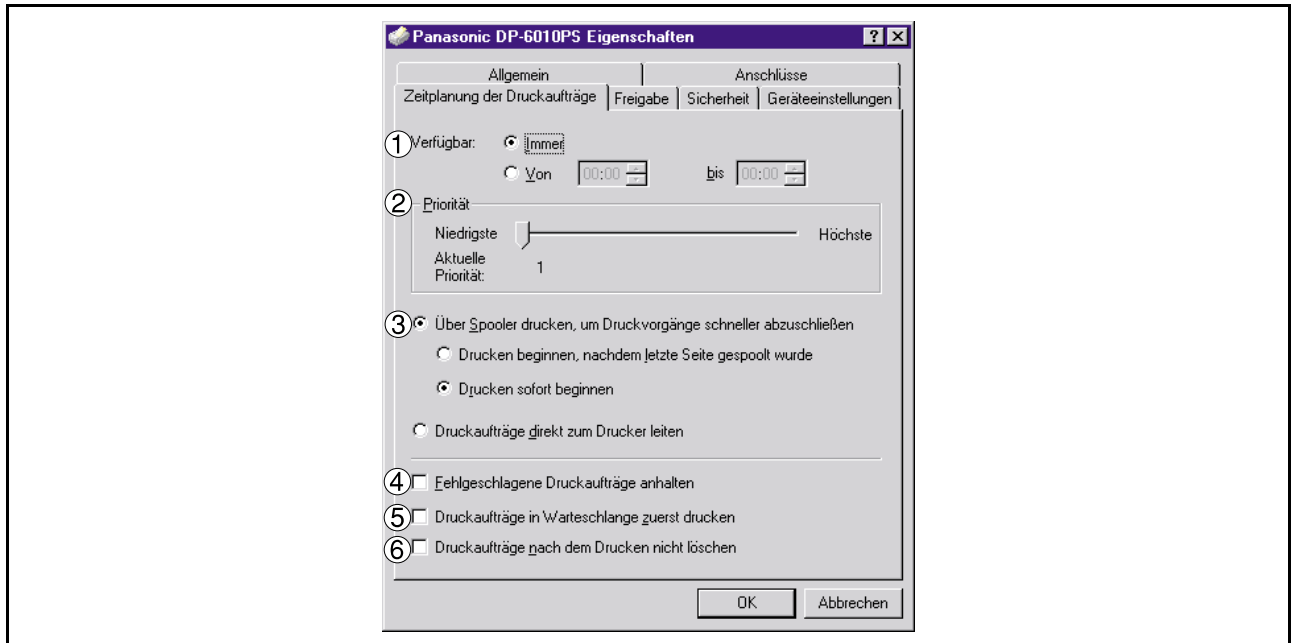 Panasonic DP-6010PS Eigenschaften
Allgemein Anschlüsse
Zeitplanung der Druckaufträge Freigabe Sicherheit Geräteeinstellungen
1 Verfügbar: Immer
Von 00:00 bis 00:00
2 Priorität
Niedrigste Höchste
Aktuelle
Priorität: 1
3 Über Spooler drucken, um Druckvorgänge schneller abzuschließen
Drucken beginnen, nachdem letzte Seite gespoolt wurde
Drucken sofort beginnen
Druckaufträge direkt zum Drucker leiten
4 Fehlgeschlagene Druckaufträge anhalten
5 Druckaufträge in Warteschlange zuerst drucken
6 Druckaufträge nach dem Drucken nicht löschen
OK Abbrechen